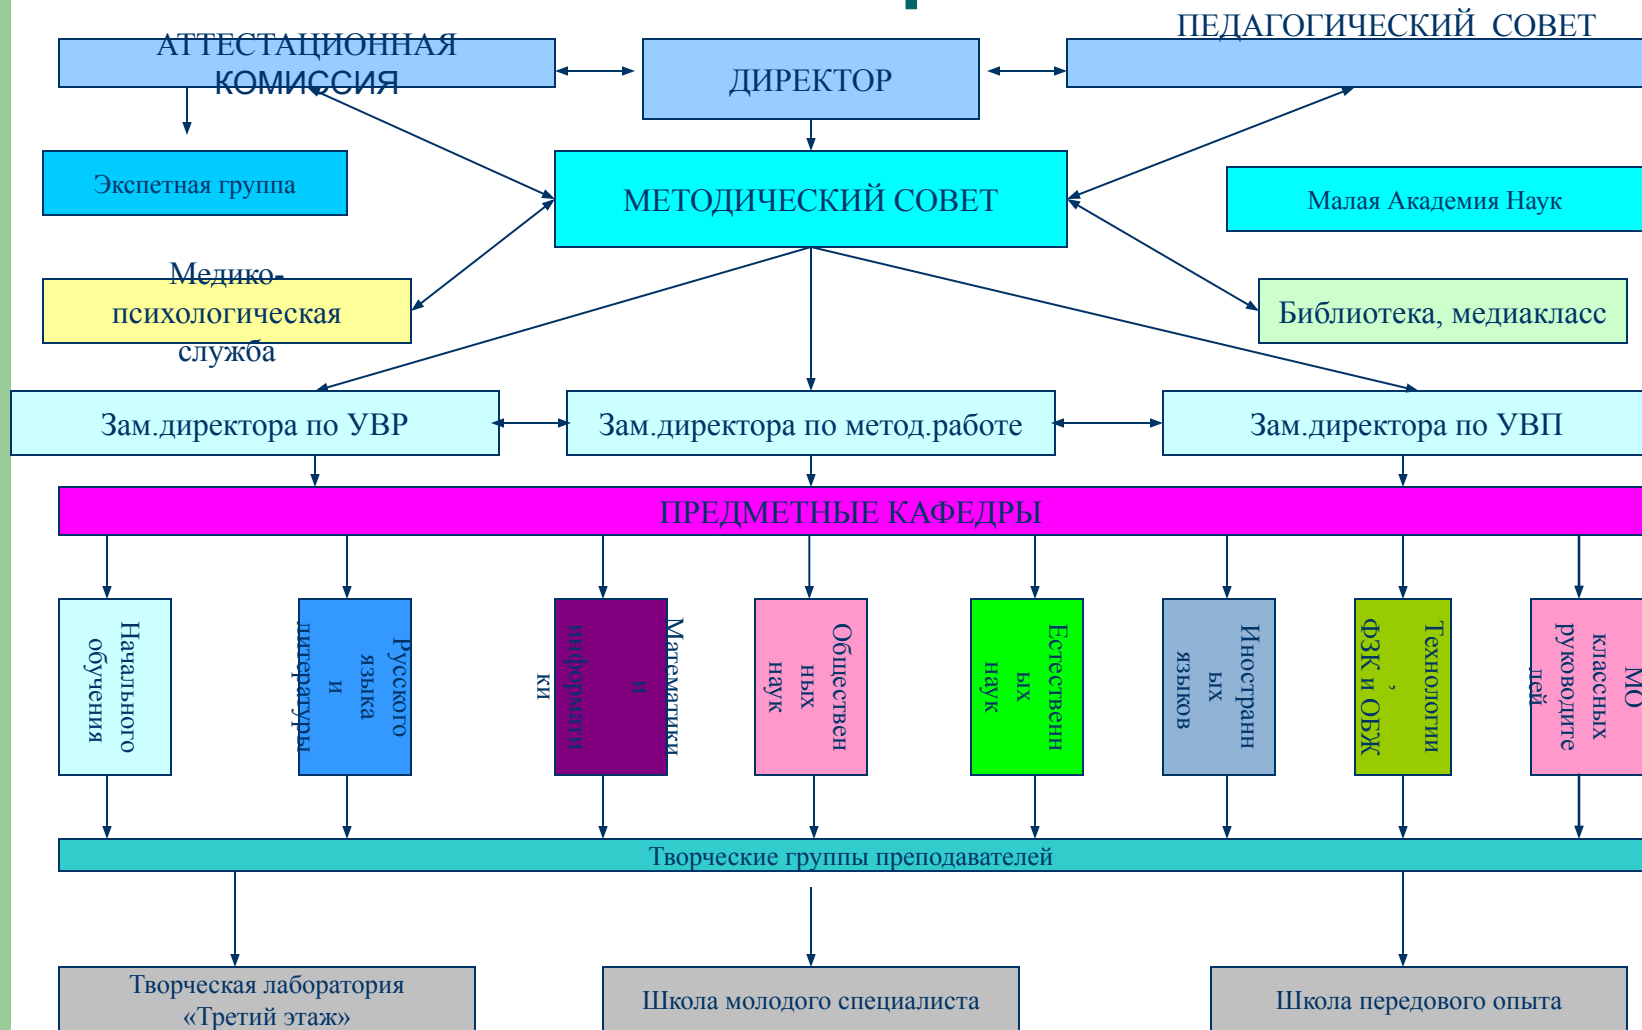 ПЕДАГОГИЧЕСКИЙ СОВЕТ
АТТЕСТАЦИОННАЯ
КОМИССИЯ
ДИРЕКТОР
Экспетная группа
МЕТОДИЧЕСКИЙ СОВЕТ
Малая Академия Наук
Медико-
психологическая
служба
Библиотека, медиакласс
Зам.директора по УВР
Зам.директора по метод.работе
Зам.директора по УВП
ПРЕДМЕТНЫЕ КАФЕДРЫ
Начального
обучения
Русского
языка
и
литературы
Математики
и
информати
ки
Обществен
ных
наук
Естественн
ых
наук
Иностранн
ых
языков
Технологии
,
ФЗК и ОБЖ
МО
классных
руководите
лей
Творческие группы преподавателей
Творческая лаборатория
«Третий этаж»
Школа молодого специалиста
Школа передового опыта